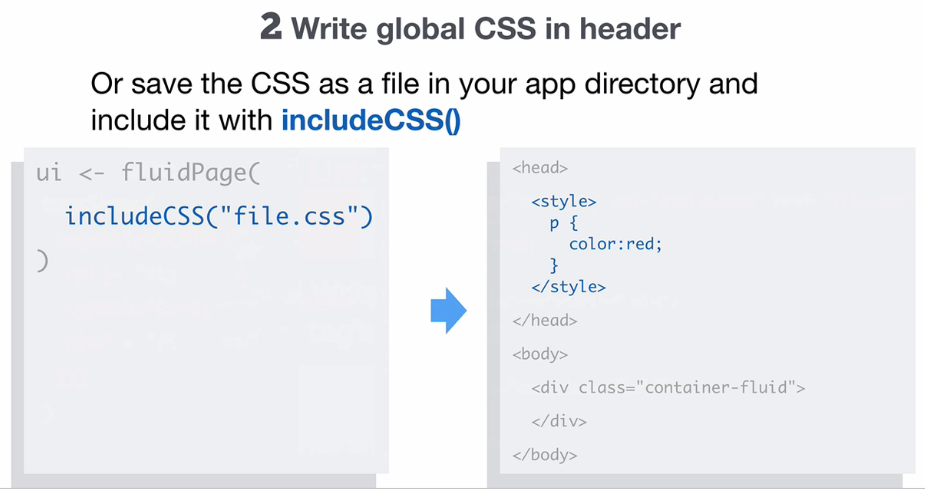 2 Write global CSS in header
Or save the CSS as a file in your app directory and
include it with includeCSS()
ui <- fluidPage(
includeCSS("file.css")
)
<head>
<style>
p {
color:red;
}
</style>
</head>
<body>
<div class="container-fluid">
</div>
</body>